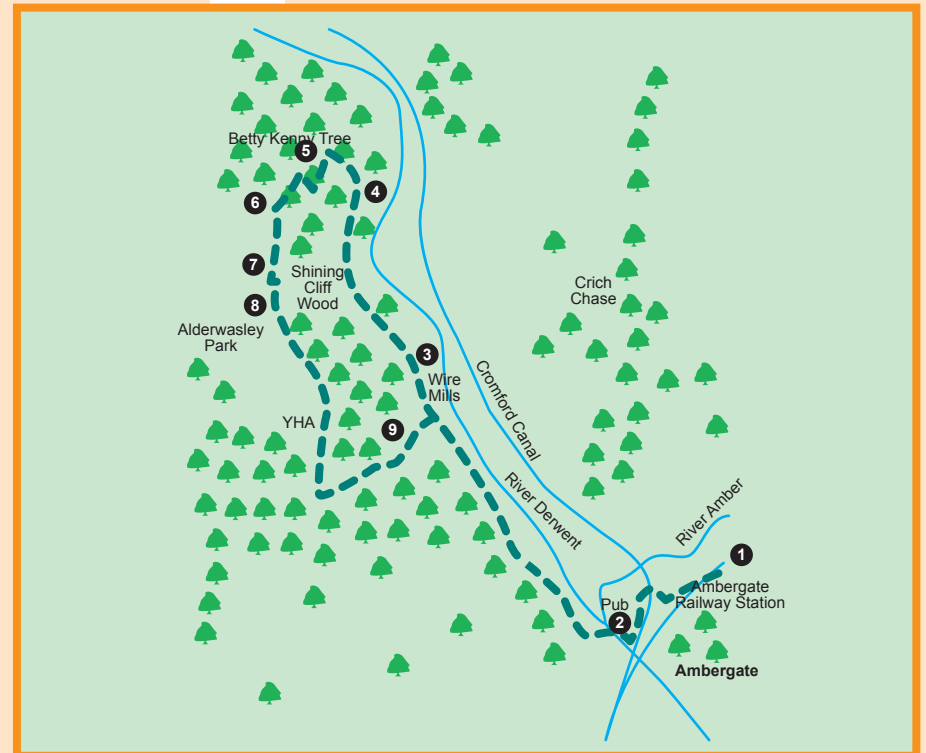 Betty Kenny Tree
5
4
6
7
Shining
Cliff
Wood
8
Alderwasley
Park
Crich
Chase
3
Wire
Mills
Cromford Canal
YHA
9
River Derwent
River Amber
1
Ambergate
Railway Station
Pub
2
Ambergate